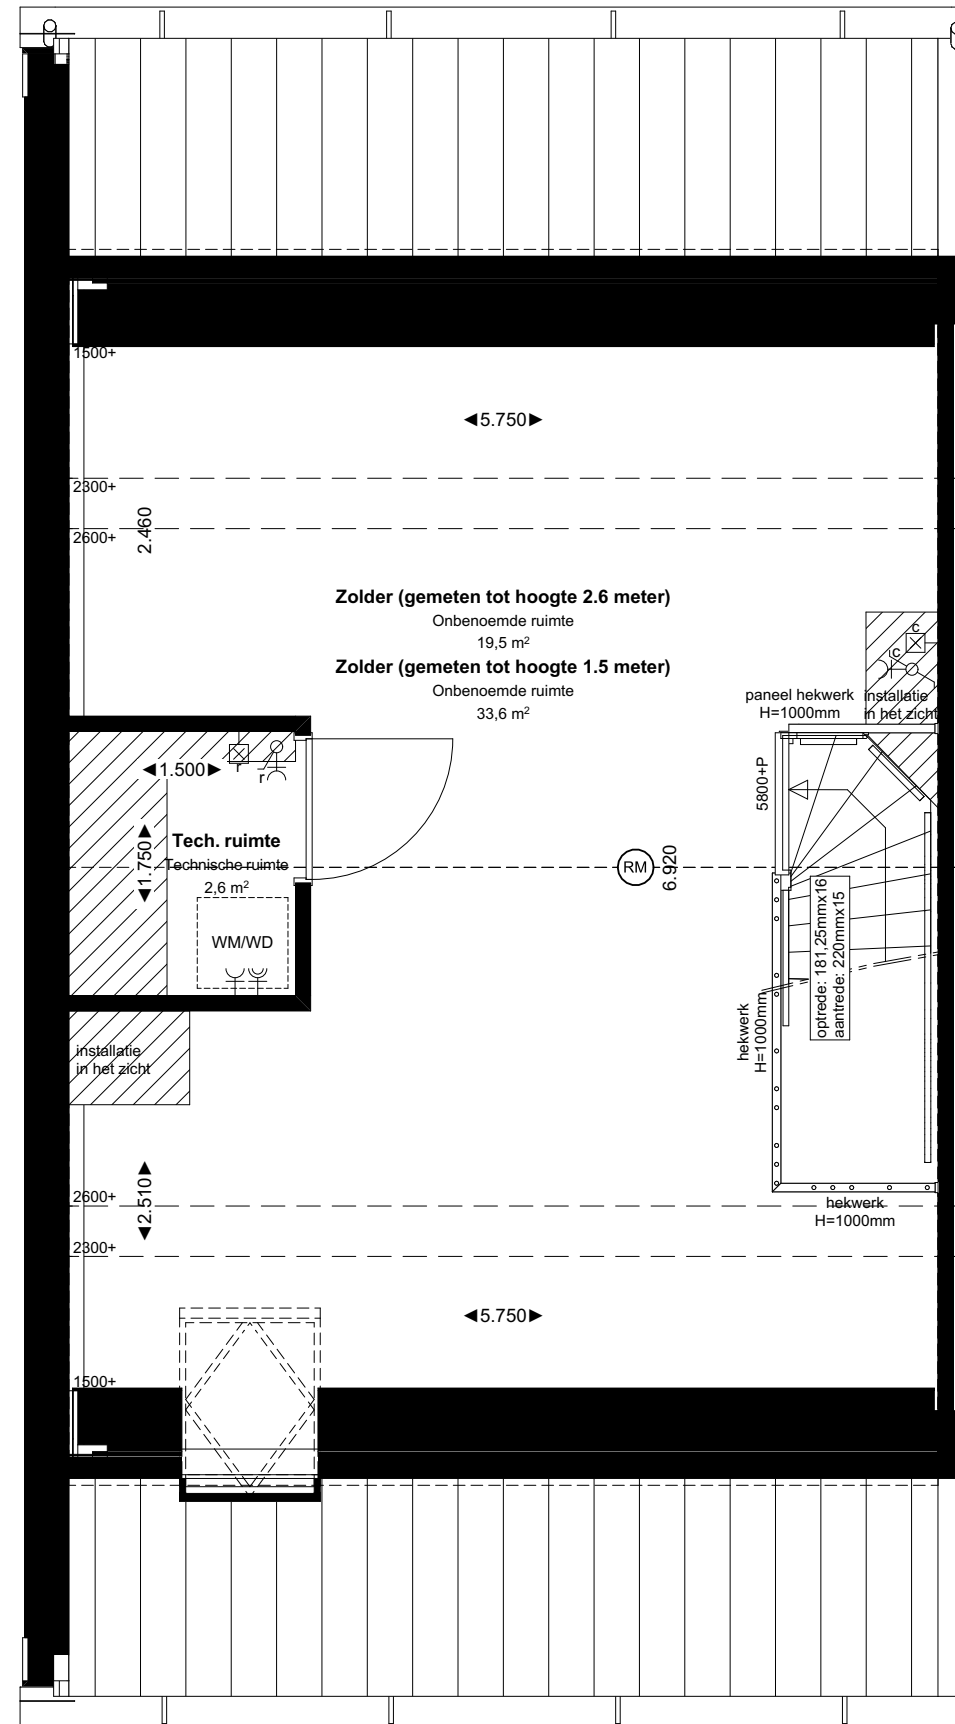 1500+
◄5.750►
2300+
2.460
2600+
Zolder (gemeten tot hoogte 2.6 meter)
Onbenoemde ruimte
19,5 m²
Zolder (gemeten tot hoogte 1.5 meter)
Onbenoemde ruimte
33,6 m²
c
c
paneel hekwerk
H=1000mm
installatie
in het zicht
r
r
◄1.500►
5800+P
Tech. ruimte
Technische ruimte
2,6 m²
◄1.750►
RM
6.920
WM/WD
optrede: 181,25mmx16
aantrede: 220mmx15
hekwerk
H=1000mm
installatie
in het zicht
2600+
◄2.510►
hekwerk
H=1000mm
2300+
◄5.750►
1500+